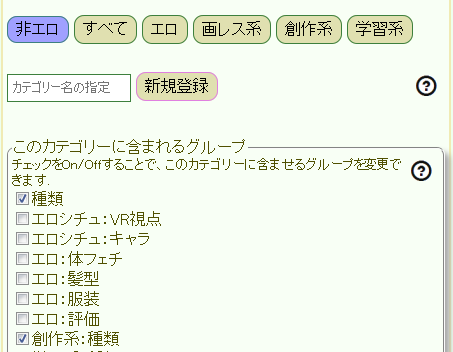 非エロ すべて エロ 画レス系 創作系 学習系
カテゴリー名の指定 新規登録 ?
このカテゴリーに含まれるグループ
チェックをOn/Offすることで、このカテゴリーに含ませるグループを変更で ?
きます.
種類
エロシチュ：VR視点
エロシチュ：キャラ
エロ：体フェチ
エロ：髪型
エロ：服装
エロ：評価
創作系：種類